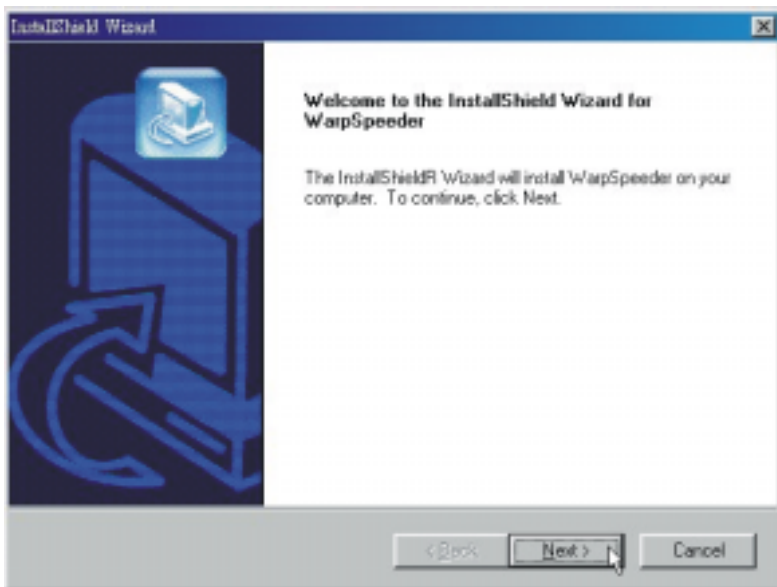 InstallShield Wizard
Welcome to the InstallShield Wizard for
WarpSpeeder
The InstallShieldR Wizard will install WarpSpeeder on your
computer. To continue, click Next.
< Back
Next >
Cancel